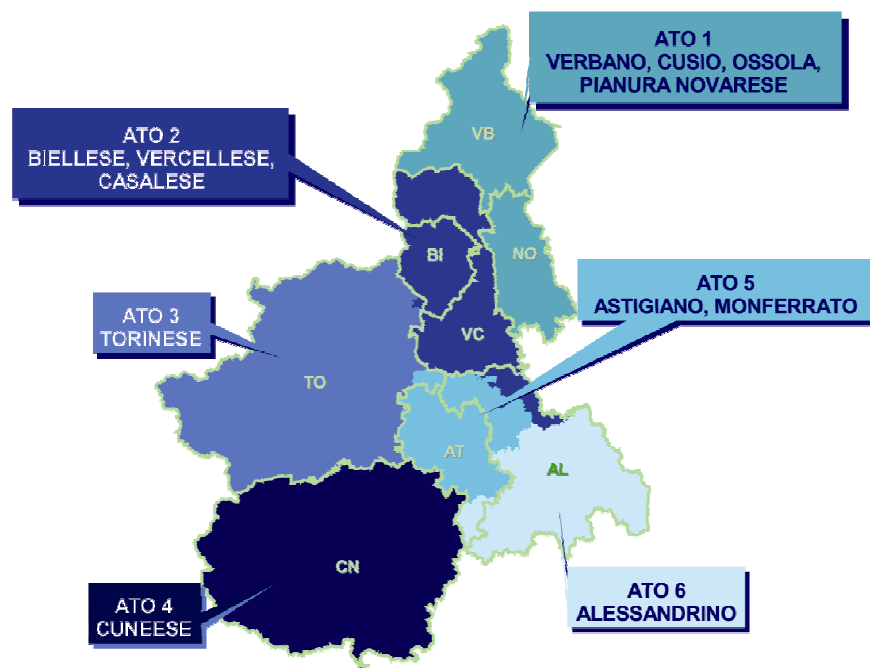 ATO 1
VERBANO, CUSIO, OSSOLA,
PIANURA NOVARESE
ATO 2
BIELLESE, VERCELLESE,
CASALESE
VB
BI
NO
ATO 5
ASTIGIANO, MONFERRATO
ATO 3
TORINESE
VC
TO
AT
AL
CN
ATO 6
ALESSANDRINO
ATO 4
CUNEESE